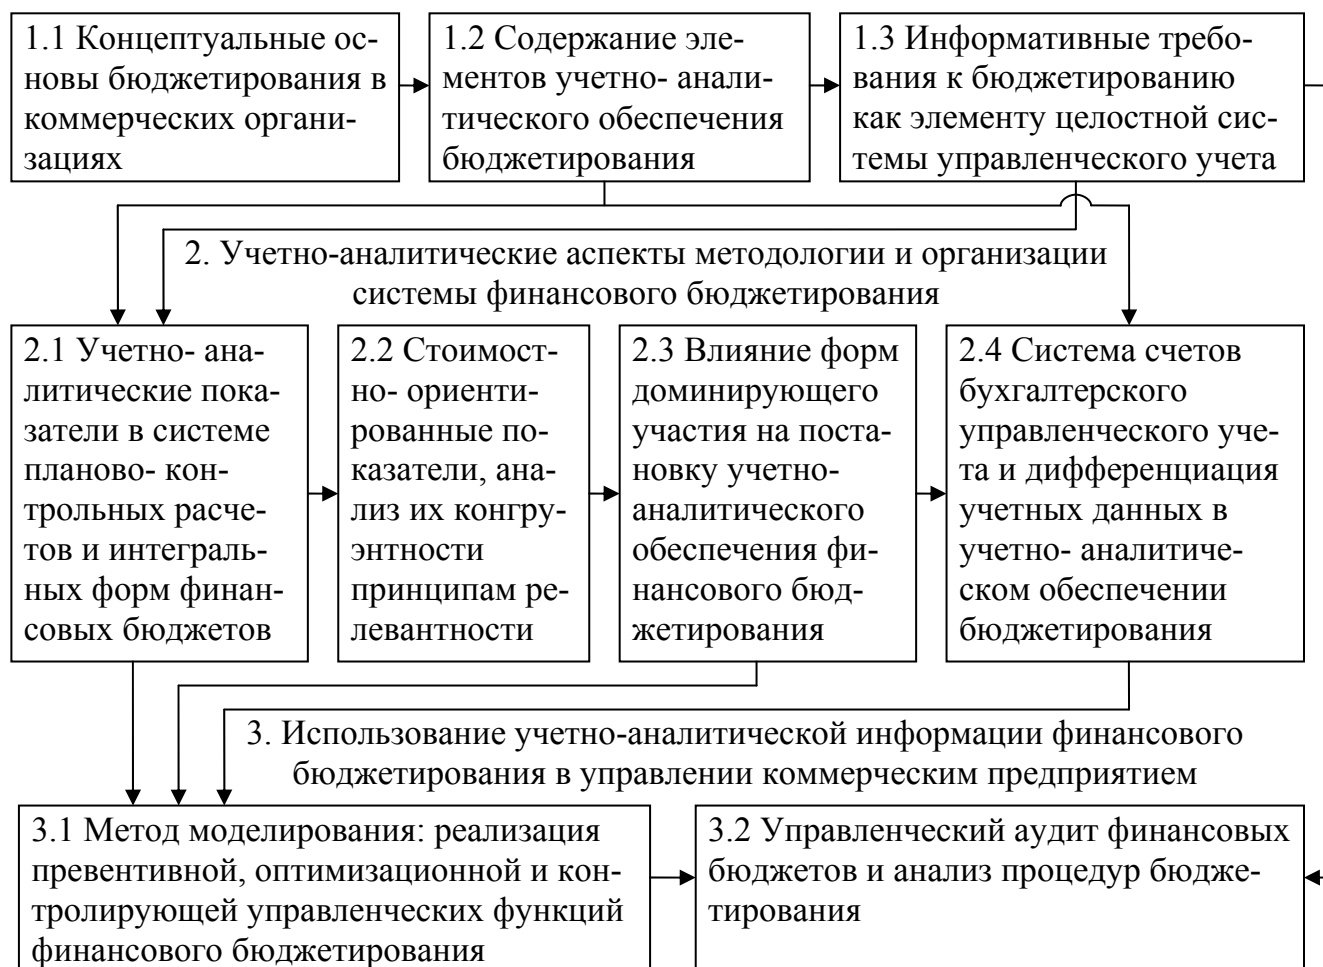 1.1 Концептуальные ос-
новы бюджетирования в
коммерческих органи-
зациях
1.2 Содержание эле-
ментов учетно- анали-
тического обеспечения
бюджетирования
1.3 Информативные требо-
вания к бюджетированию
как элементу целостной сис-
темы управленческого учета
2. Учетно-аналитические аспекты методологии и организации
системы финансового бюджетирования
2.1 Учетно- ана-
литические пока-
затели в системе
планово- кон-
трольных расче-
тов и интеграль-
ных форм финан-
совых бюджетов
2.2 Стоимост-
но- ориенти-
рованные по-
казатели, ана-
лиз их конгру-
энтности
принципам ре-
левантности
2.3 Влияние форм
доминирующего
участия на поста-
новку учетно-
аналитического
обеспечения фи-
нансового бюд-
жетирования
2.4 Система счетов
бухгалтерского
управленческого уче-
та и дифференциация
учетных данных в
учетно- аналитиче-
ском обеспечении
бюджетирования
3. Использование учетно-аналитической информации финансового
бюджетирования в управлении коммерческим предприятием
3.1 Метод моделирования: реализация
превентивной, оптимизационной и кон-
тролирующей управленческих функций
финансового бюджетирования
3.2 Управленческий аудит финансовых
бюджетов и анализ процедур бюдже-
тирования